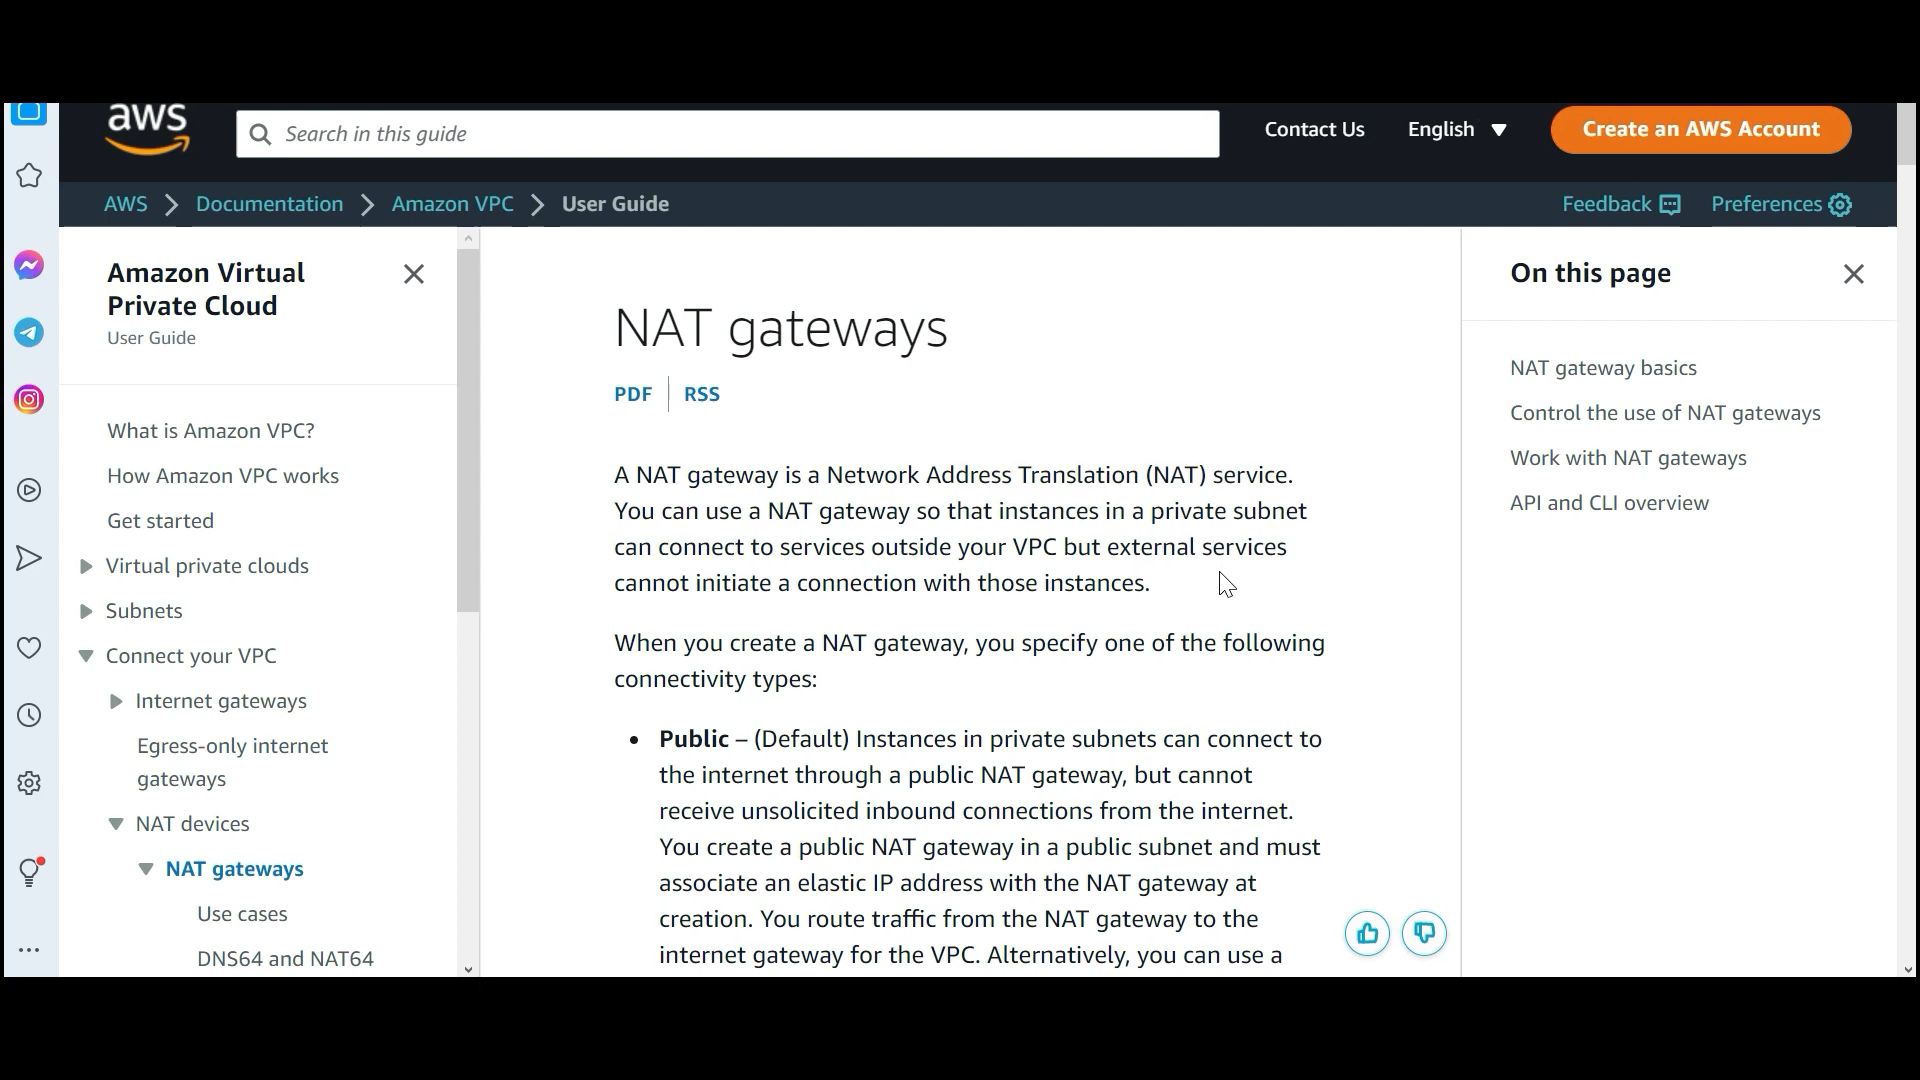 aws
Search in this guide
Contact Us
English
Create an AWS Account
AWS
Documentation
Amazon VPC
User Guide
Feedback
Preferences
Amazon Virtual
Private Cloud
User Guide
What is Amazon VPC?
How Amazon VPC works
Get started
Virtual private clouds
Subnets
Connect your VPC
Internet gateways
Egress-only internet
gateways
NAT devices
NAT gateways
Use cases
DNS64 and NAT64
NAT gateways
PDF
RSS
A NAT gateway is a Network Address Translation (NAT) service.
You can use a NAT gateway so that instances in a private subnet
can connect to services outside your VPC but external services
cannot initiate a connection with those instances.
When you create a NAT gateway, you specify one of the following
connectivity types:
• Public – (Default) Instances in private subnets can connect to
the internet through a public NAT gateway, but cannot
receive unsolicited inbound connections from the internet.
You create a public NAT gateway in a public subnet and must
associate an elastic IP address with the NAT gateway at
creation. You route traffic from the NAT gateway to the
internet gateway for the VPC. Alternatively, you can use a
On this page
NAT gateway basics
Control the use of NAT gateways
Work with NAT gateways
API and CLI overview